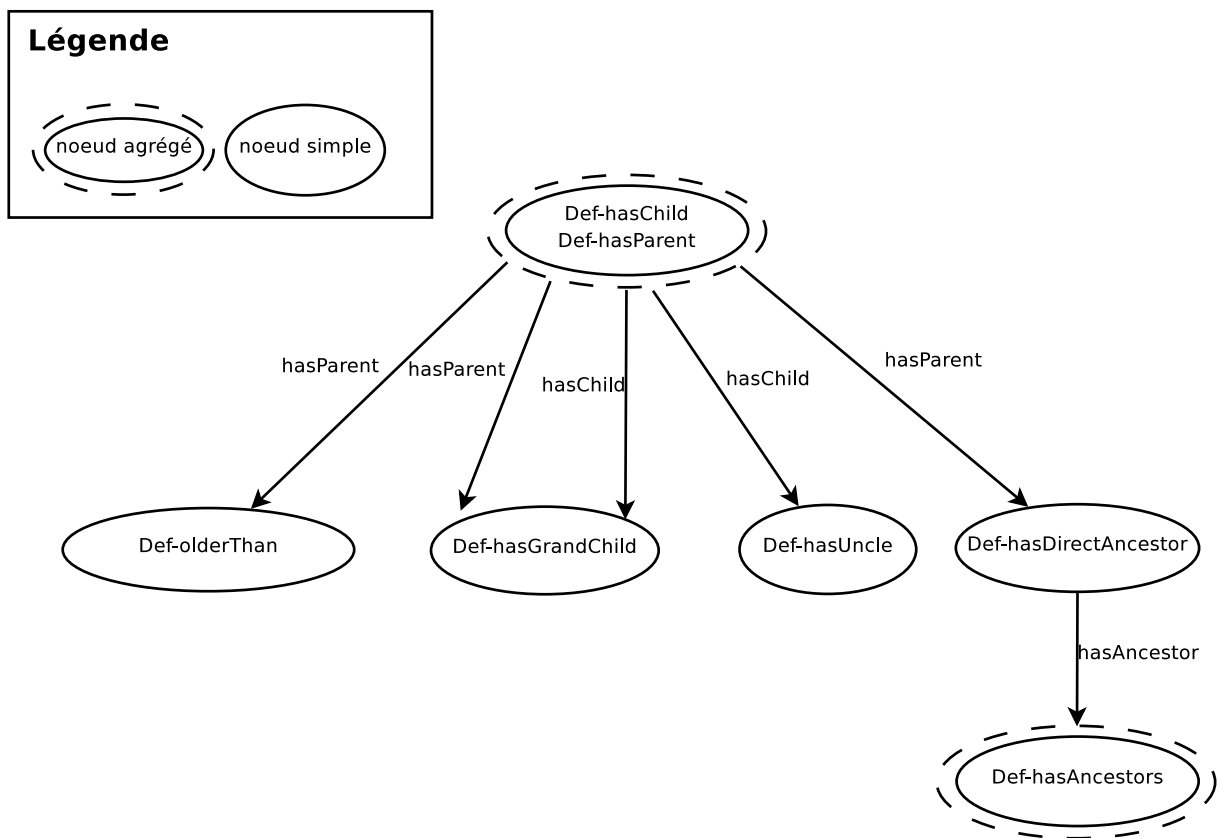 Légende
noeud agrégé
noeud simple
Def-hasChild
Def-hasParent
hasParent
hasParent
hasChild
hasChild
hasParent
Def-olderThan
Def-hasGrandChild
Def-hasUncle
Def-hasDirectAncestor
hasAncestor
Def-hasAncestors